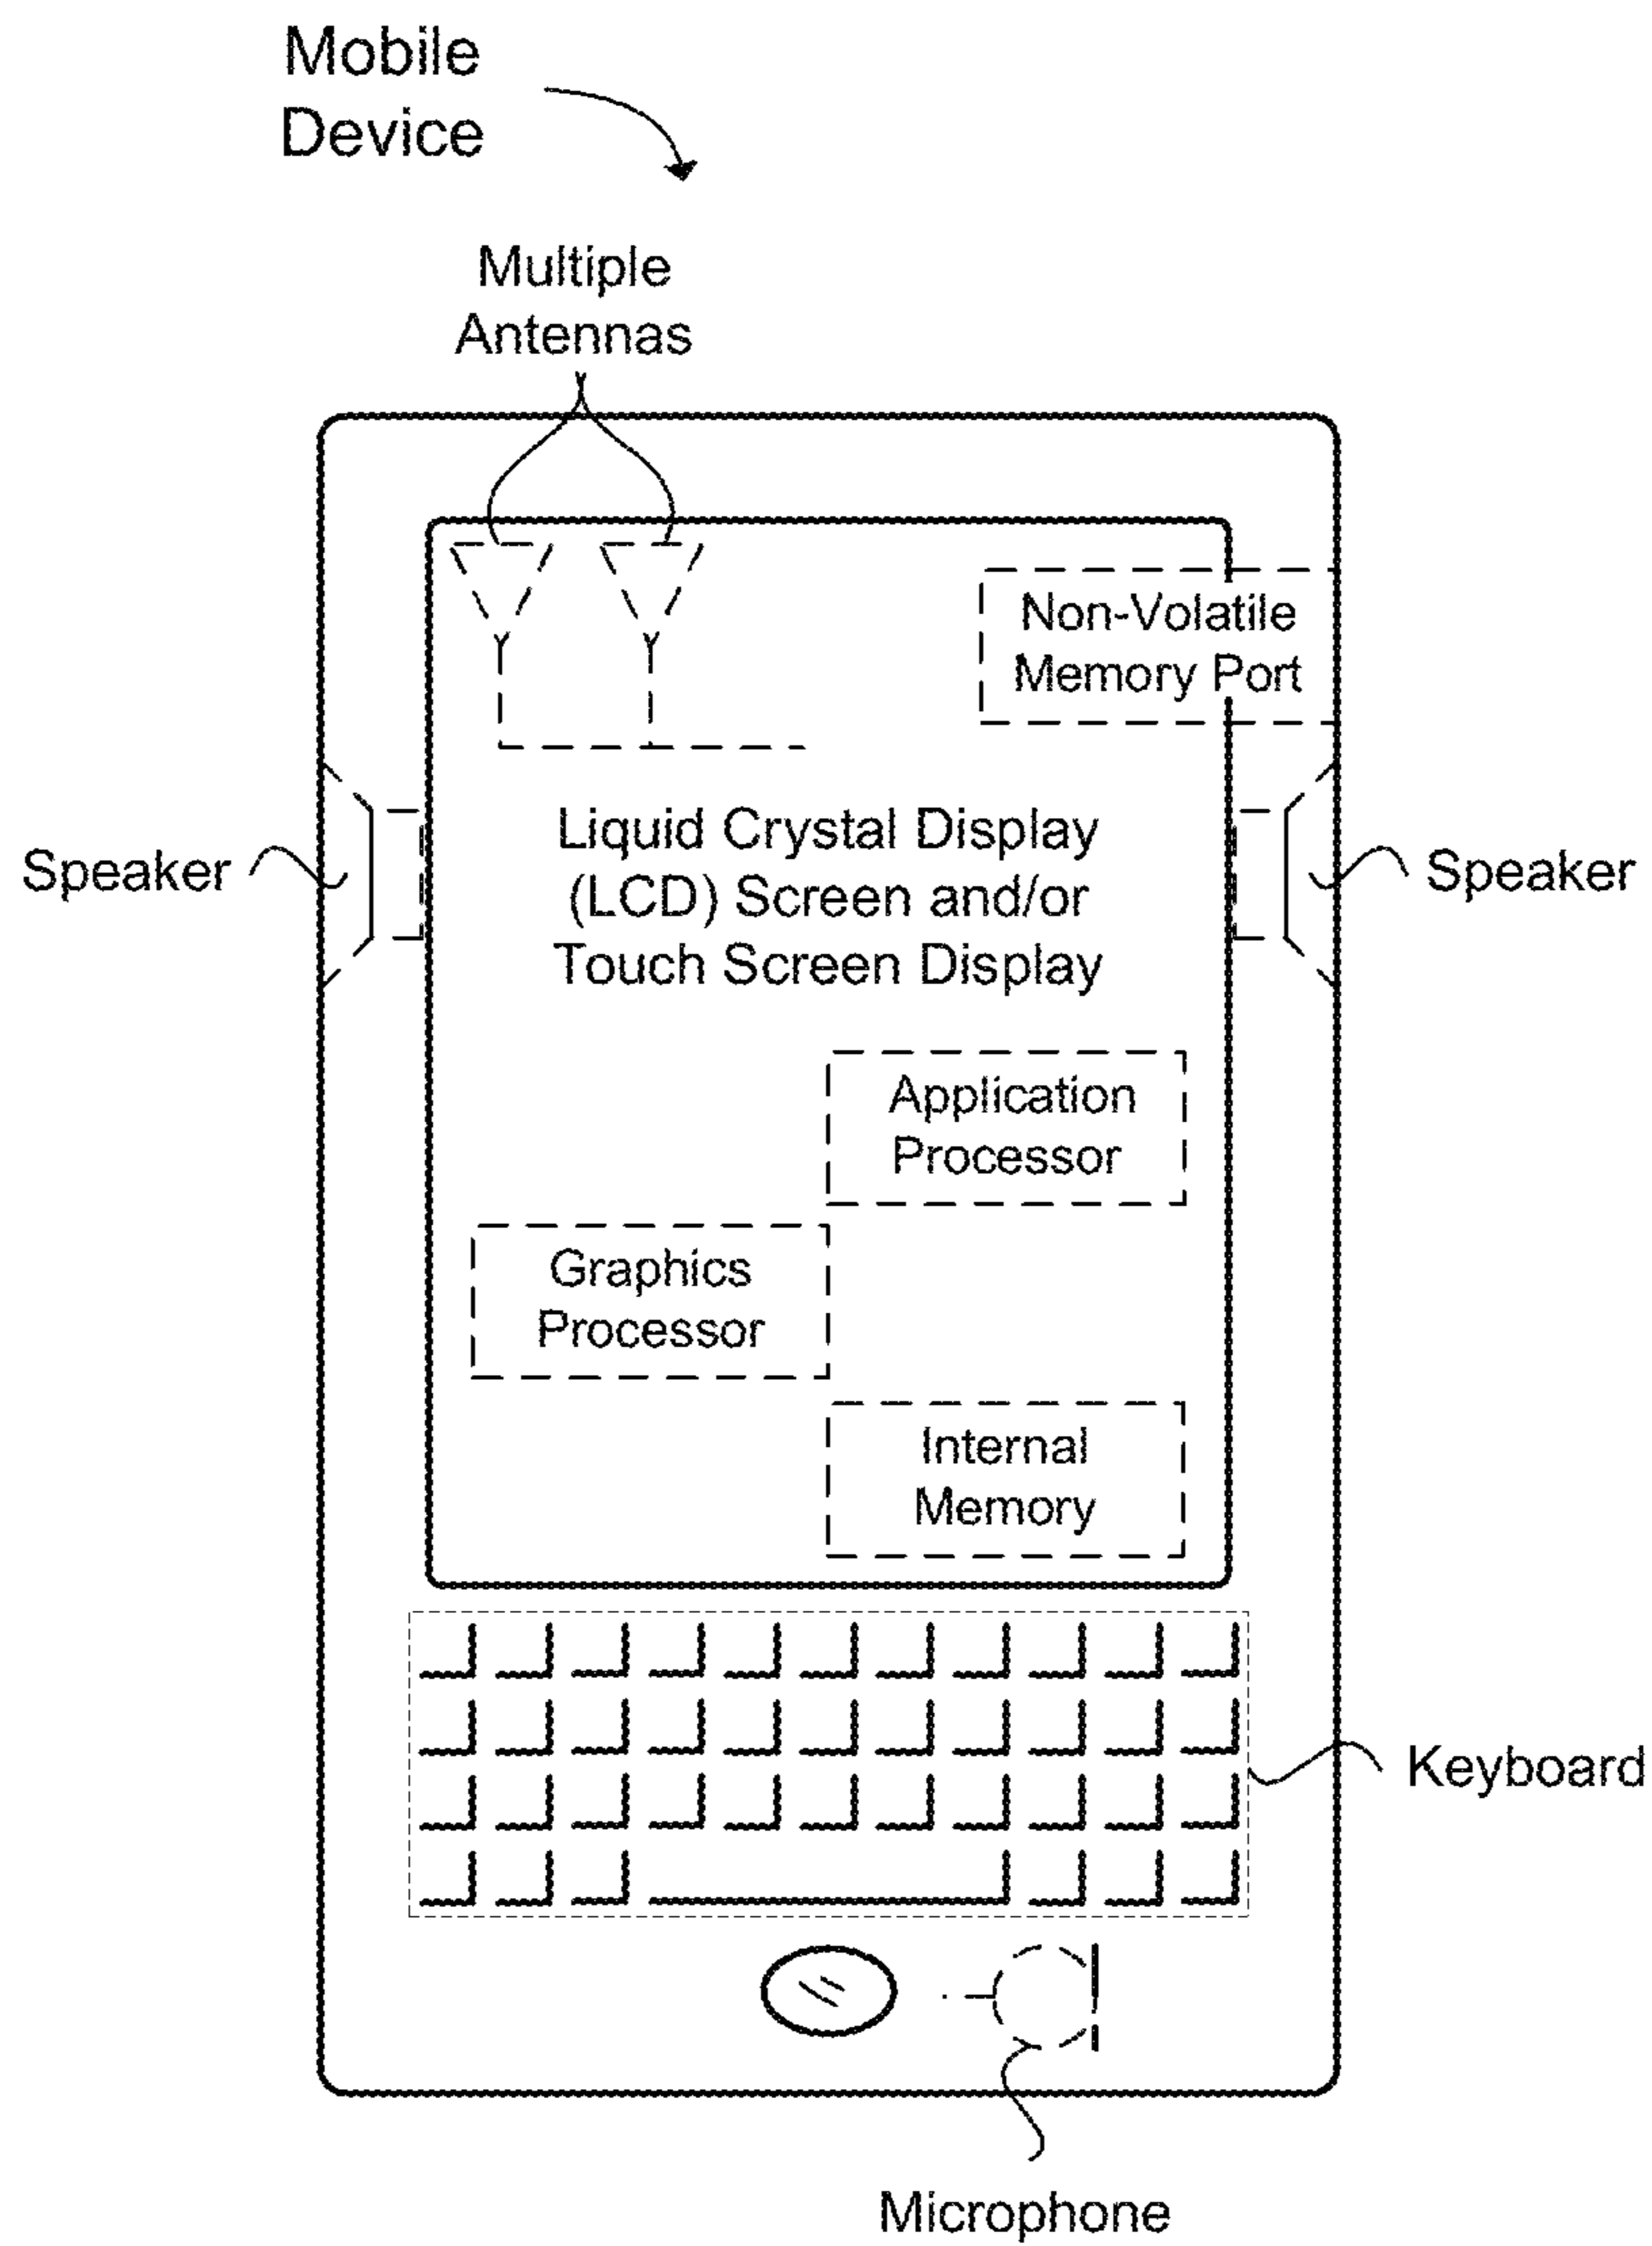 Mobile
Device
Multiple
Antennas
Non-Volatile
Memory Port
Speaker
Liquid Crystal Display
(LCD) Screen and/or
Touch Screen Display
Speaker
Application
Processor
Graphics
Processor
Internal
Memory
Keyboard
Microphone